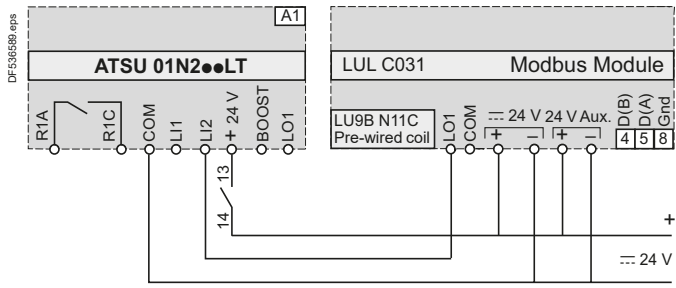 DF536589.eps
A1
ATSU 01N2●●LT
LUL C031 Modbus Module
R1A
R1C
COM
LI1
LI2
+ 24 V
BOOST
LO1
LU9B N11C
Pre-wired coil
LO1
COM
⎓ 24 V 24 V Aux.
+ – + –
D(B)
D(A)
Gnd
4 5 8
13
14
+
⎓ 24 V